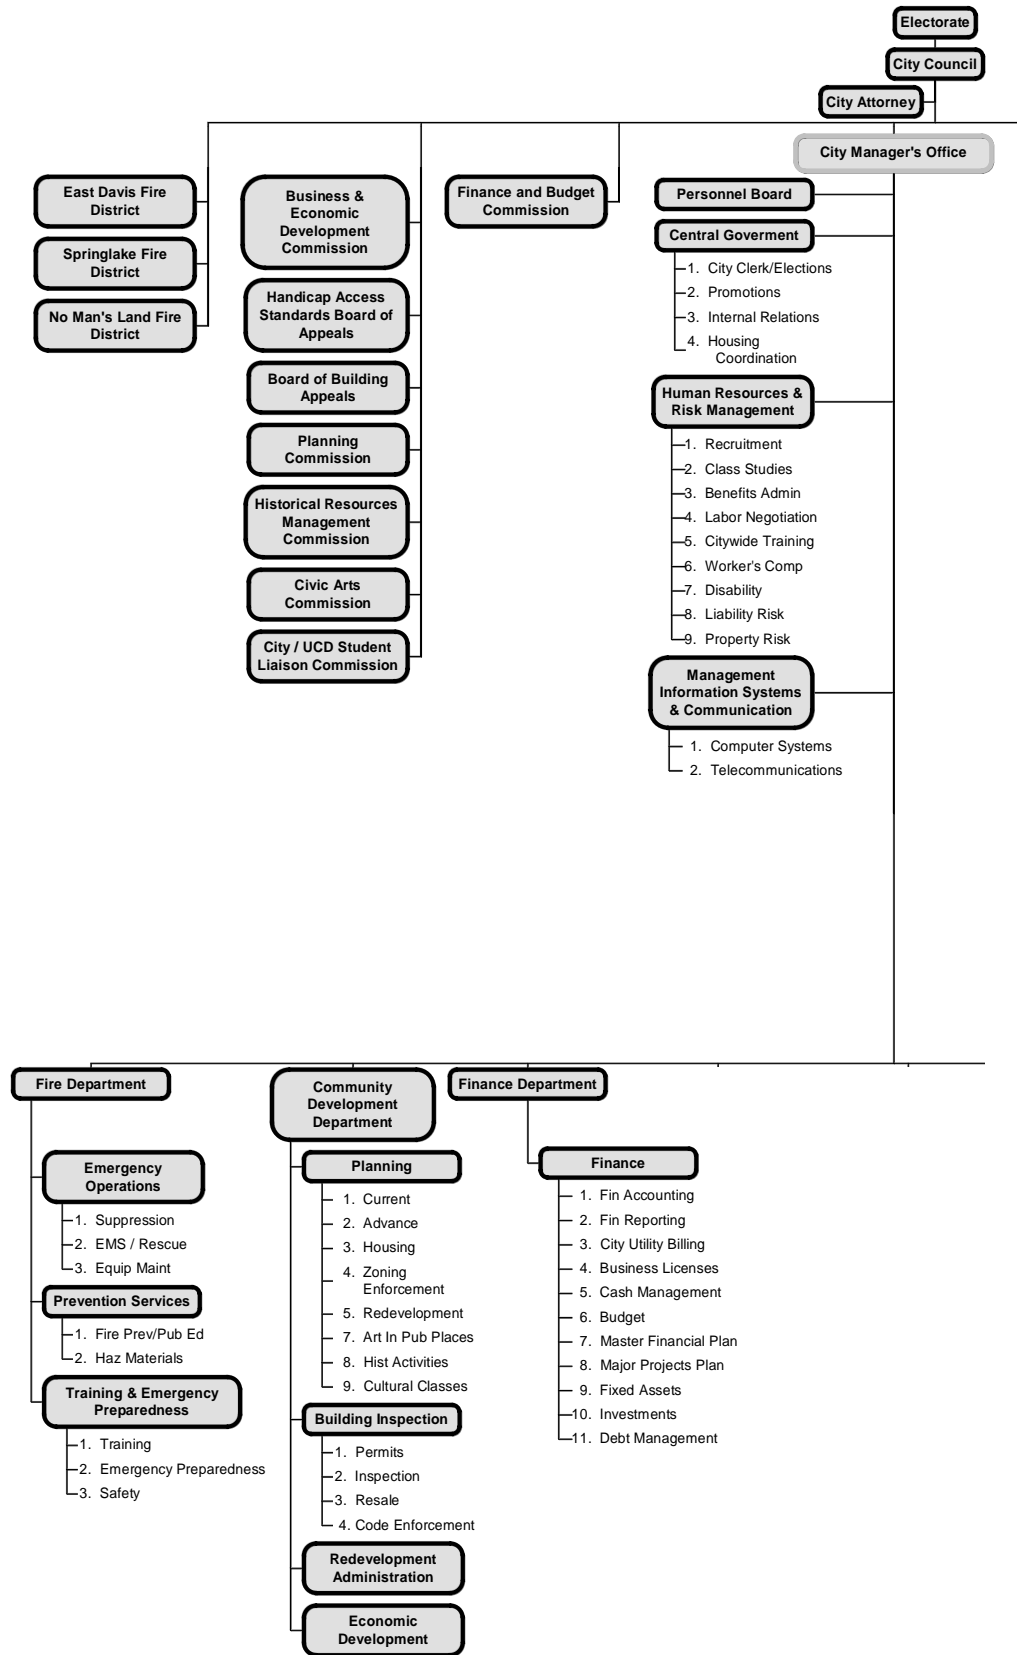 Electorate
City Council
City Attorney
City Manager's Office
East Davis Fire
District
Springlake Fire
District
No Man's Land Fire
District
Business &
Economic
Development
Commission
Handicap Access
Standards Board of
Appeals
Board of Building
Appeals
Planning
Commission
Historical Resources
Management
Commission
Civic Arts
Commission
City / UCD Student
Liaison Commission
Finance and Budget
Commission
Personnel Board
Central Goverment
1. City Clerk/Elections
2. Promotions
3. Internal Relations
4. Housing
Coordination
Human Resources &
Risk Management
1. Recruitment
2. Class Studies
3. Benefits Admin
4. Labor Negotiation
5. Citywide Training
6. Worker's Comp
7. Disability
8. Liability Risk
9. Property Risk
Management
Information Systems
& Communication
1. Computer Systems
2. Telecommunications
Fire Department
Emergency
Operations
1. Suppression
2. EMS / Rescue
3. Equip Maint
Prevention Services
1. Fire Prev/Pub Ed
2. Haz Materials
Training & Emergency
Preparedness
1. Training
2. Emergency Preparedness
3. Safety
Community
Development
Department
Planning
1. Current
2. Advance
3. Housing
4. Zoning
Enforcement
5. Redevelopment
7. Art In Pub Places
8. Hist Activities
9. Cultural Classes
Building Inspection
1. Permits
2. Inspection
3. Resale
4. Code Enforcement
Redevelopment
Administration
Economic
Development
Finance Department
Finance
1. Fin Accounting
2. Fin Reporting
3. City Utility Billing
4. Business Licenses
5. Cash Management
6. Budget
7. Master Financial Plan
8. Major Projects Plan
9. Fixed Assets
10. Investments
11. Debt Management